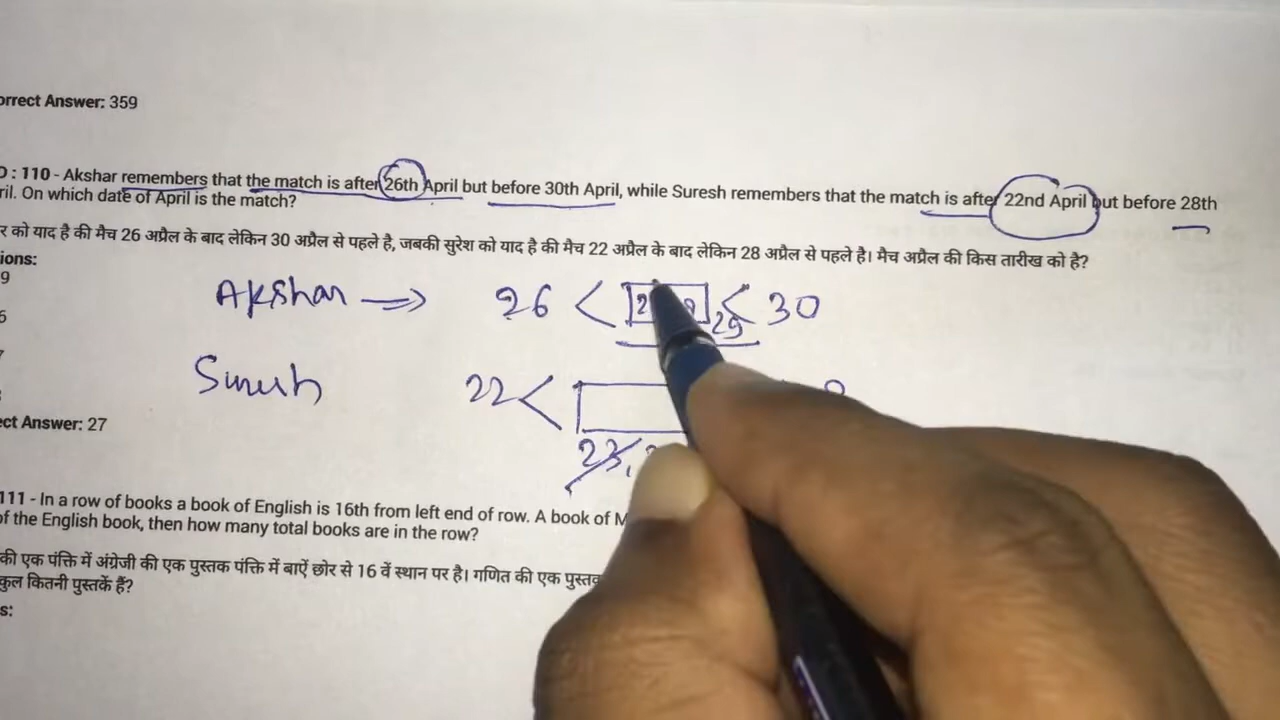 orrect Answer: 359
D : 110 - Akshar remembers that the match is after 26th April but before 30th April, while Suresh remembers that the match is after 22nd April but before 28th
ril. On which date of April is the match?
र को याद है की मैच 26 अप्रैल के बाद लेकिन 30 अप्रैल से पहले है, जबकी सुरेश को याद है की मैच 22 अप्रैल के बाद लेकिन 28 अप्रैल से पहले है। मैच अप्रैल की किस तारीख को है?
ions:
9
Akshar → 26 < 29 < 30
Suresh 22 <
23,
ect Answer: 27
111 - In a row of books a book of English is 16th from left end of row. A book of M
of the English book, then how many total books are in the row?
की एक पंक्ति में अंग्रेजी की एक पुस्तक पंक्ति में बाऐं छोर से 16 वें स्थान पर है। गणित की एक पुस्तक
कुल कितनी पुस्तकें हैं?
s: